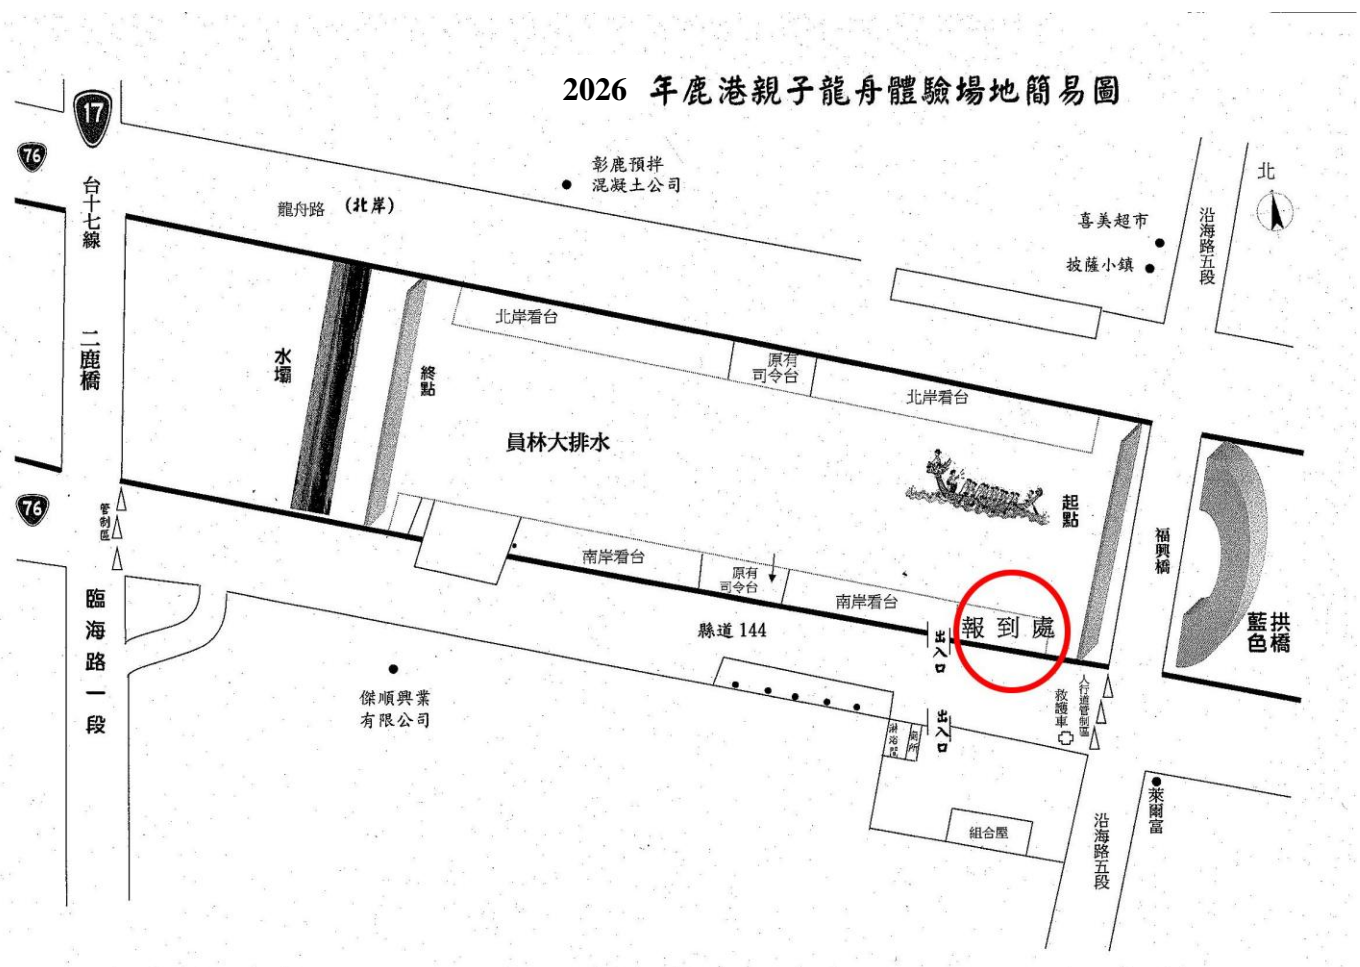 2026 年鹿港親子龍舟體驗場地簡易圖
17
76
台十七線
彰鹿預拌
混凝土公司
龍舟路 (北岸)
北
喜美超市
披薩小鎮
沿海路五段
二鹿橋
水壩
終點
北岸看台
原有
司令台
北岸看台
員林大排水
起點
福興橋
拱橋
藍色
76
管制區
南岸看台
原有
司令台
南岸看台
報到處
出入口
縣道 144
臨海路一段
傑順興業
有限公司
人行道管制區
救護車
出入口
淋浴間
廁所
組合屋
萊爾富
沿海路五段